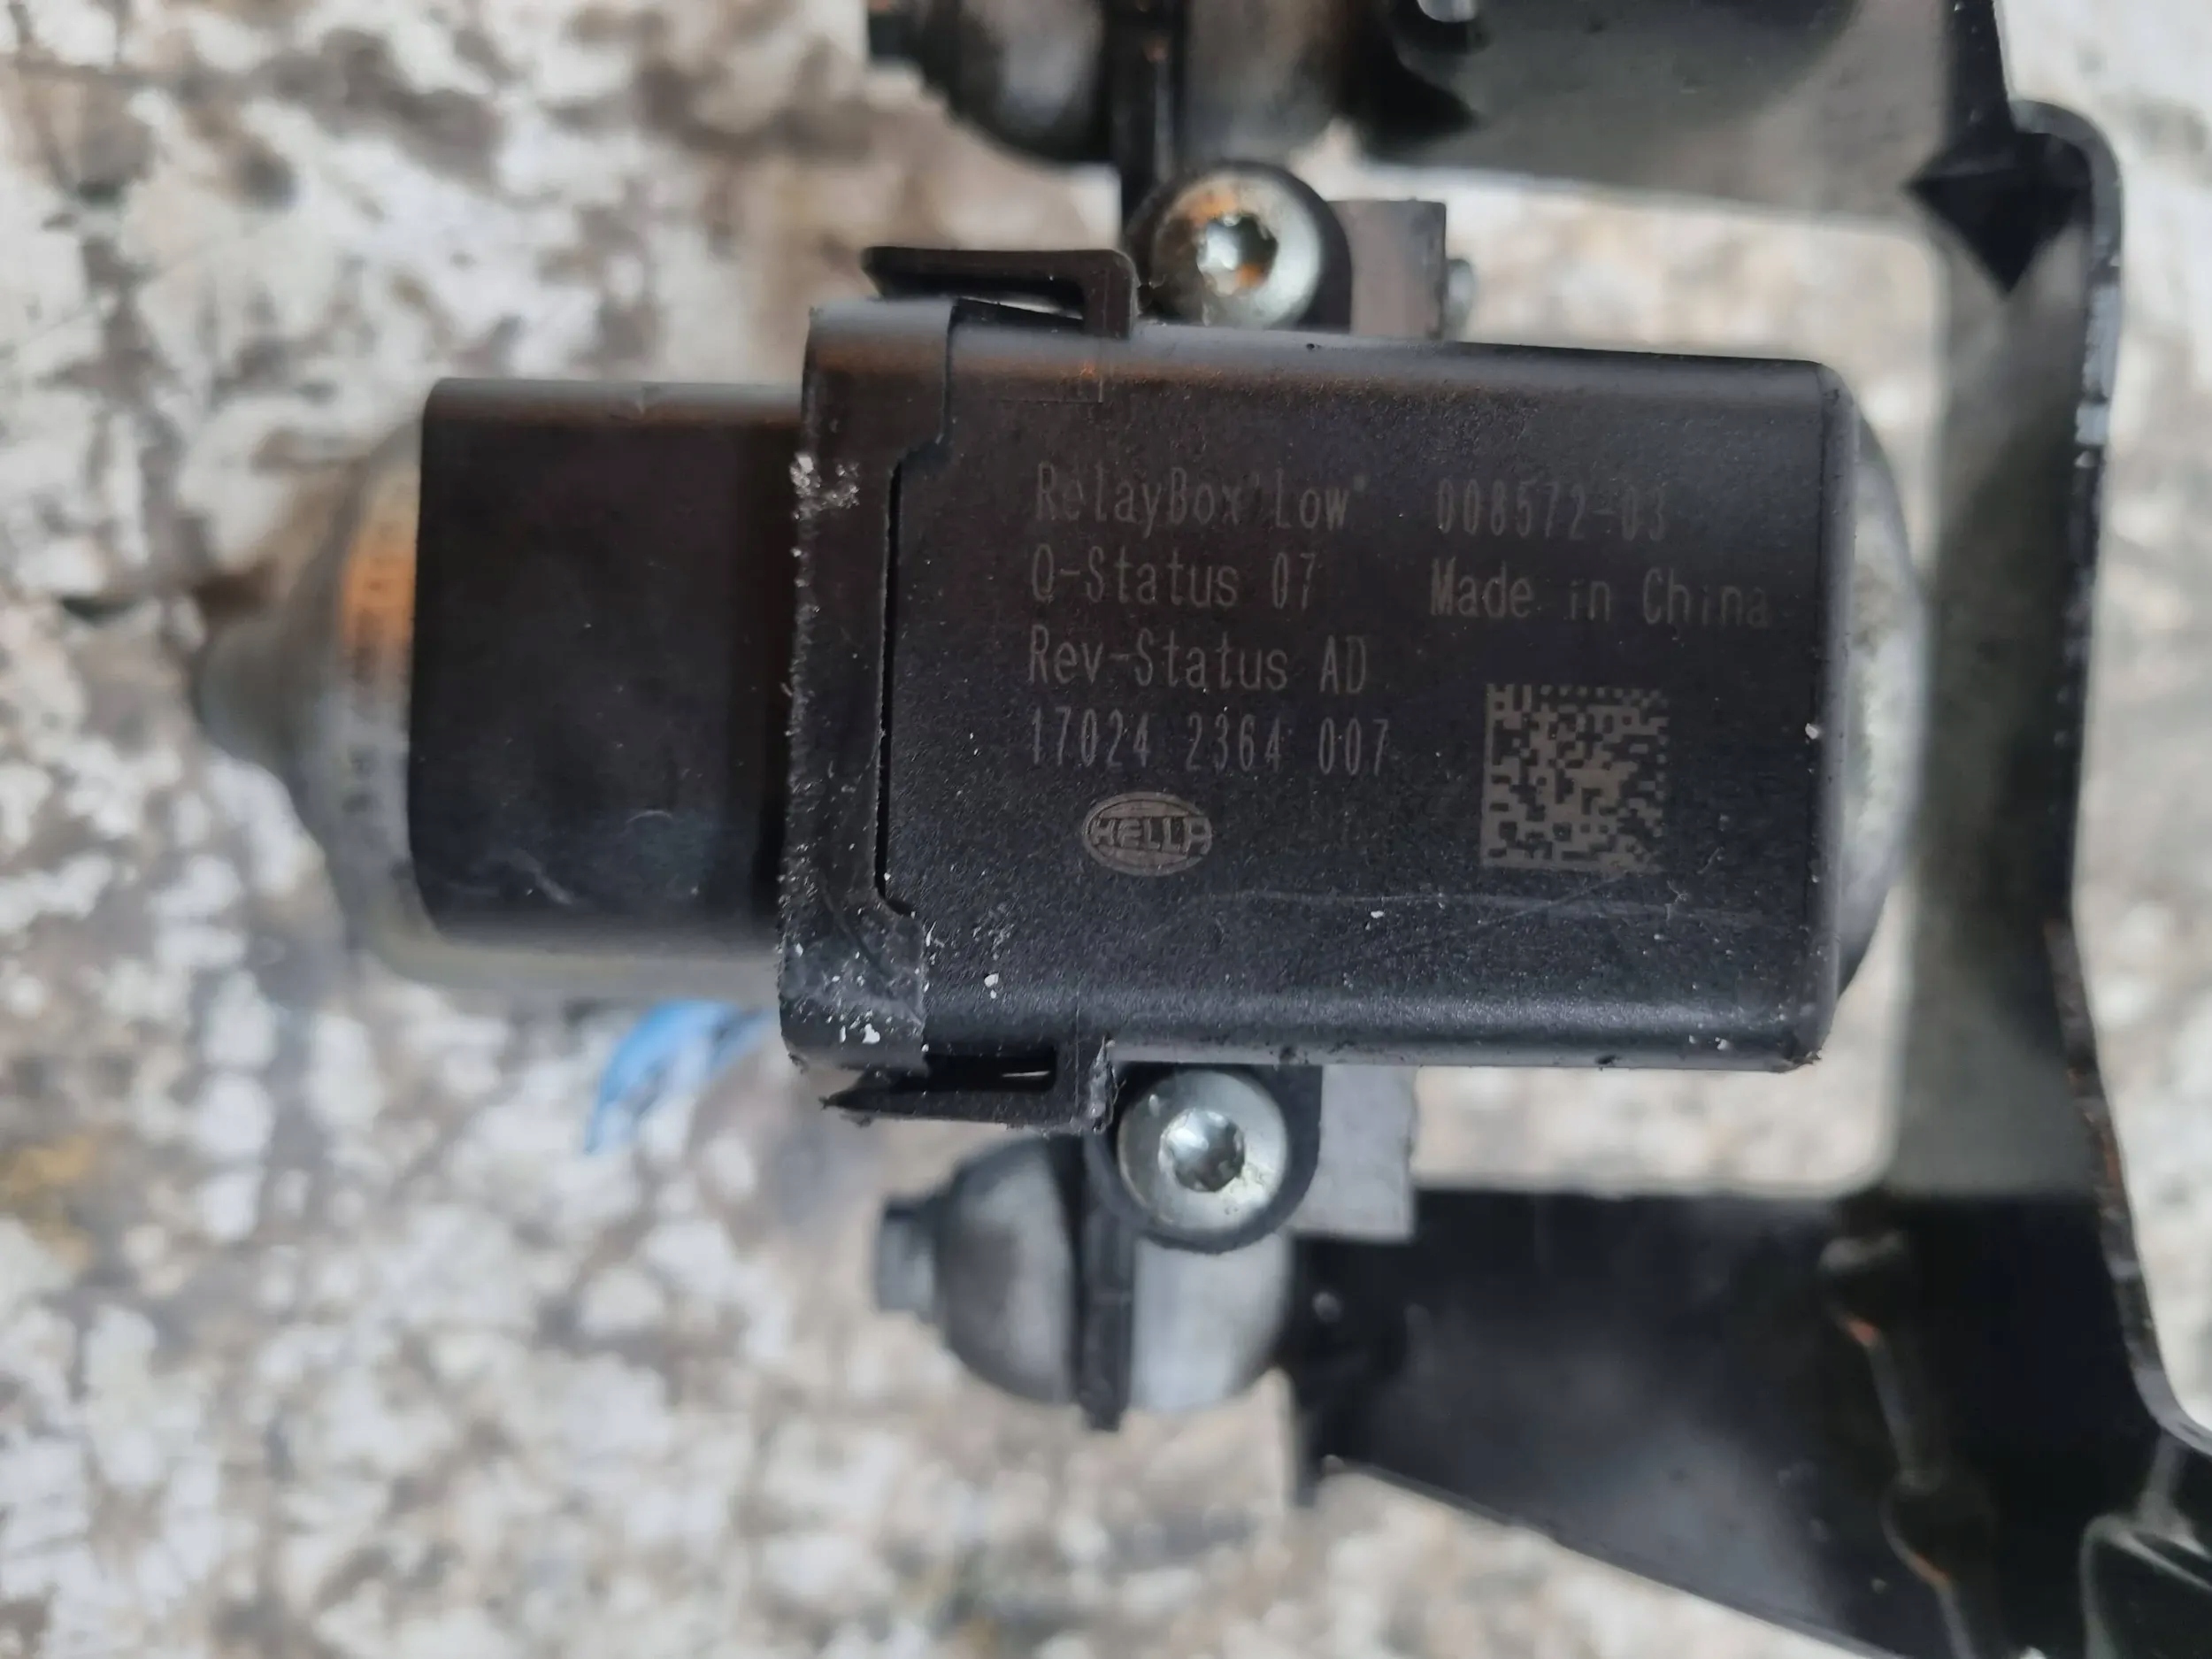 RelayBox"Low" 008572-03
Q-Status 07 Made in China
Rev-Status AD
17024 2364 007
HELLA